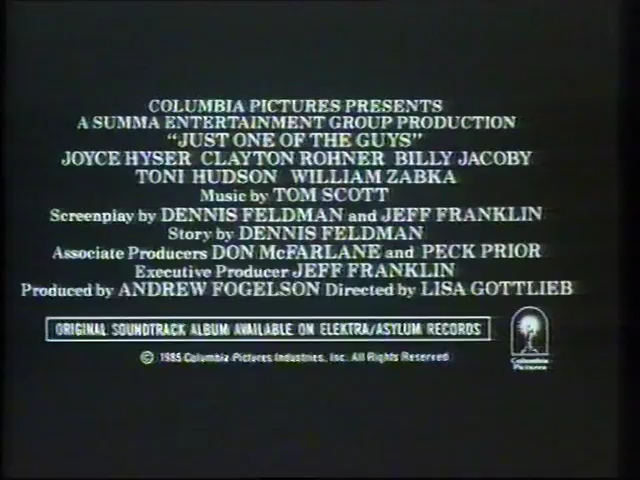 COLUMBIA PICTURES PRESENTS
A SUMMA ENTERTAINMENT GROUP PRODUCTION
"JUST ONE OF THE GUYS"
JOYCE HYSER CLAYTON ROHNER BILLY JACOBY
TONI HUDSON WILLIAM ZABKA
Music by TOM SCOTT
Screenplay by DENNIS FELDMAN and JEFF FRANKLIN
Story by DENNIS FELDMAN
Associate Producers DON McFARLANE and PECK PRIOR
Executive Producer JEFF FRANKLIN
Produced by ANDREW FOGELSON Directed by LISA GOTTLIEB
ORIGINAL SOUNDTRACK ALBUM AVAILABLE ON ELEKTRA/ASYLUM RECORDS
Columbia
Pictures
© 1985 Columbia Pictures Industries, Inc. All Rights Reserved